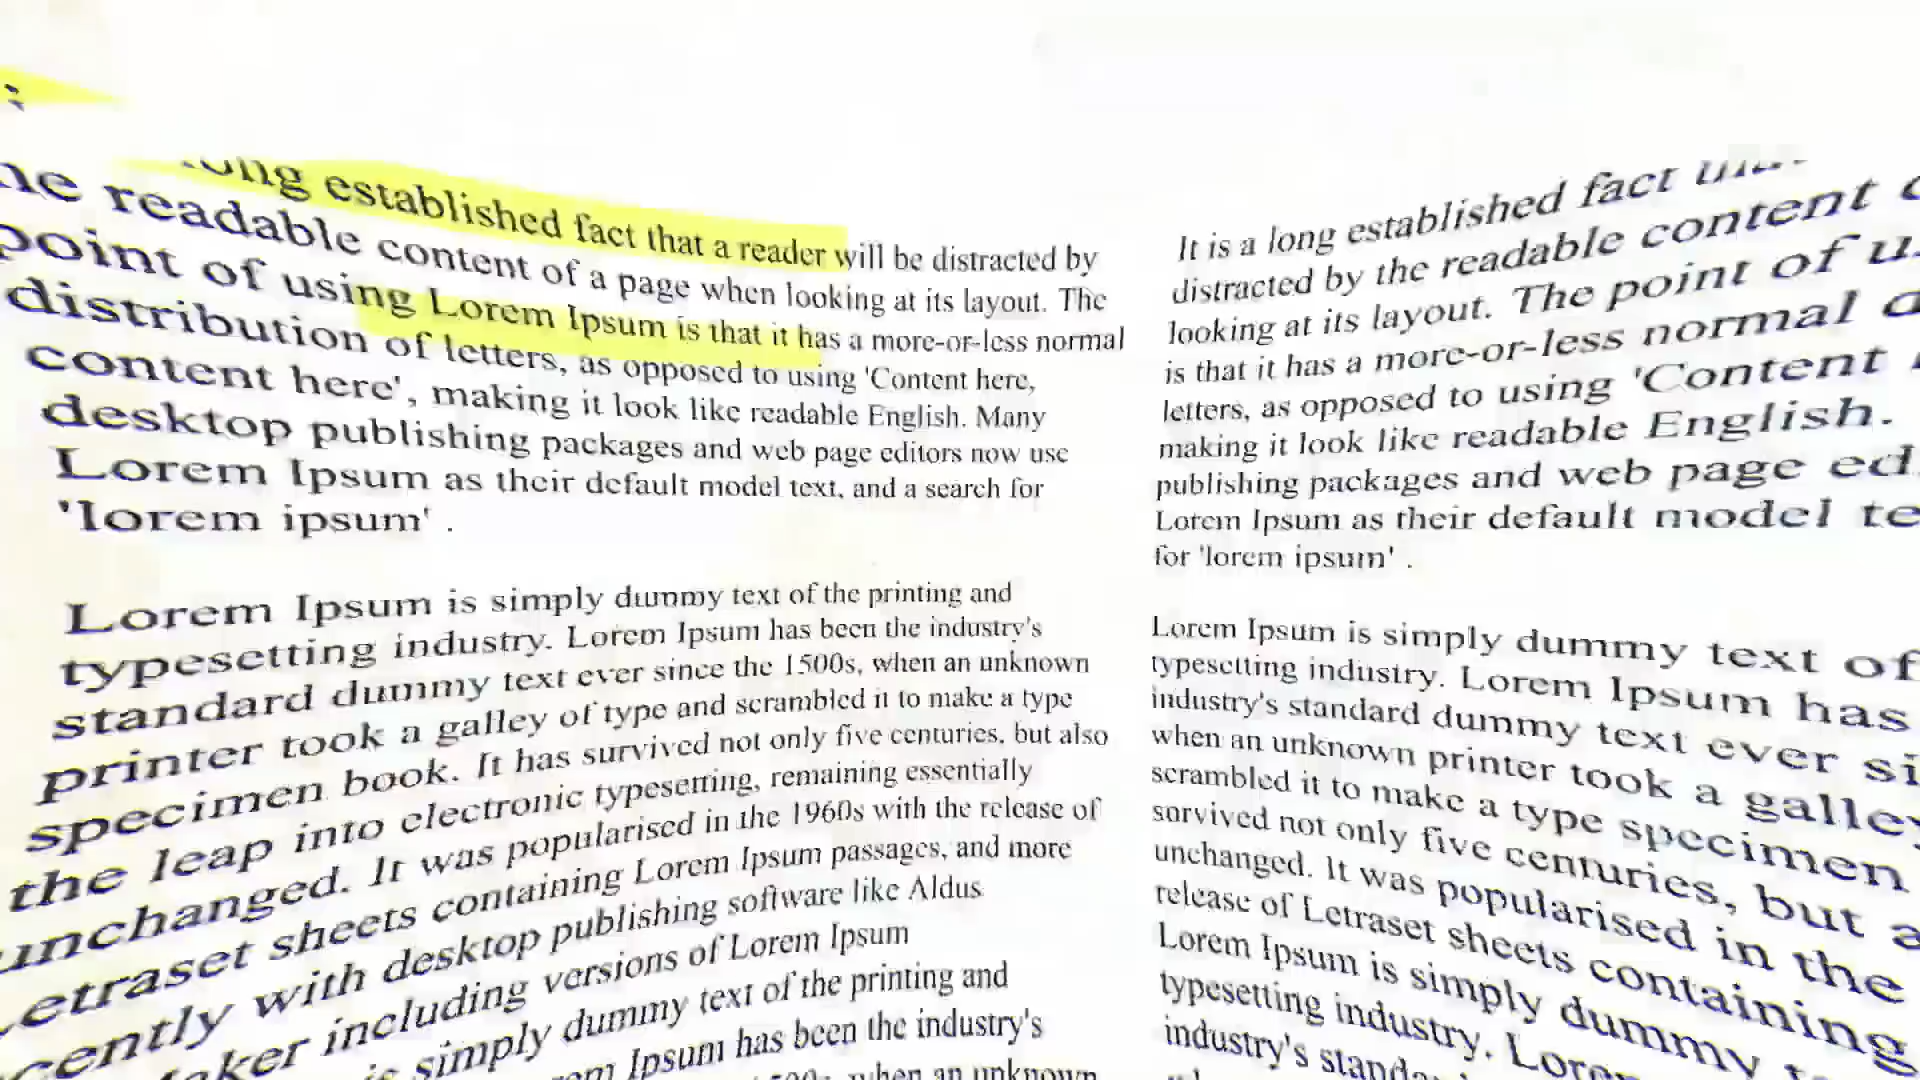 long established fact that a reader will be distracted by
readable content of a page when looking at its layout. The
point of using Lorem Ipsum is that it has a more-or-less normal
distribution of letters, as opposed to using 'Content here,
content here', making it look like readable English. Many
desktop publishing packages and web page editors now use
Lorem Ipsum as their default model text, and a search for
'lorem ipsum' .
Lorem Ipsum is simply dummy text of the printing and
typesetting industry. Lorem Ipsum has been the industry's
standard dummy text ever since the 1500s, when an unknown
printer took a galley of type and scrambled it to make a type
specimen book. It has survived not only five centuries, but also
the leap into electronic typesetting, remaining essentially
unchanged. It was popularised in the 1960s with the release of
Letraset sheets containing Lorem Ipsum passages, and more
with desktop publishing software like Aldus
including versions of Lorem Ipsum
is simply dummy text of the printing and
Ipsum has been the industry's
when an unknown
It is a long established fact
distracted by the readable content
looking at its layout. The point of
is that it has a more-or-less normal
letters, as opposed to using 'Content
making it look like readable English.
publishing packages and web page
Lorem Ipsum as their default model
for 'lorem ipsum' .
Lorem Ipsum is simply dummy text of
typesetting industry. Lorem Ipsum has
industry's standard dummy text ever
when an unknown printer took a galley
scrambled it to make a type specimen
survived not only five centuries, but
unchanged. It was popularised in the
release of Letraset sheets containing
Lorem Ipsum is simply dummy
typesetting industry.
industry's